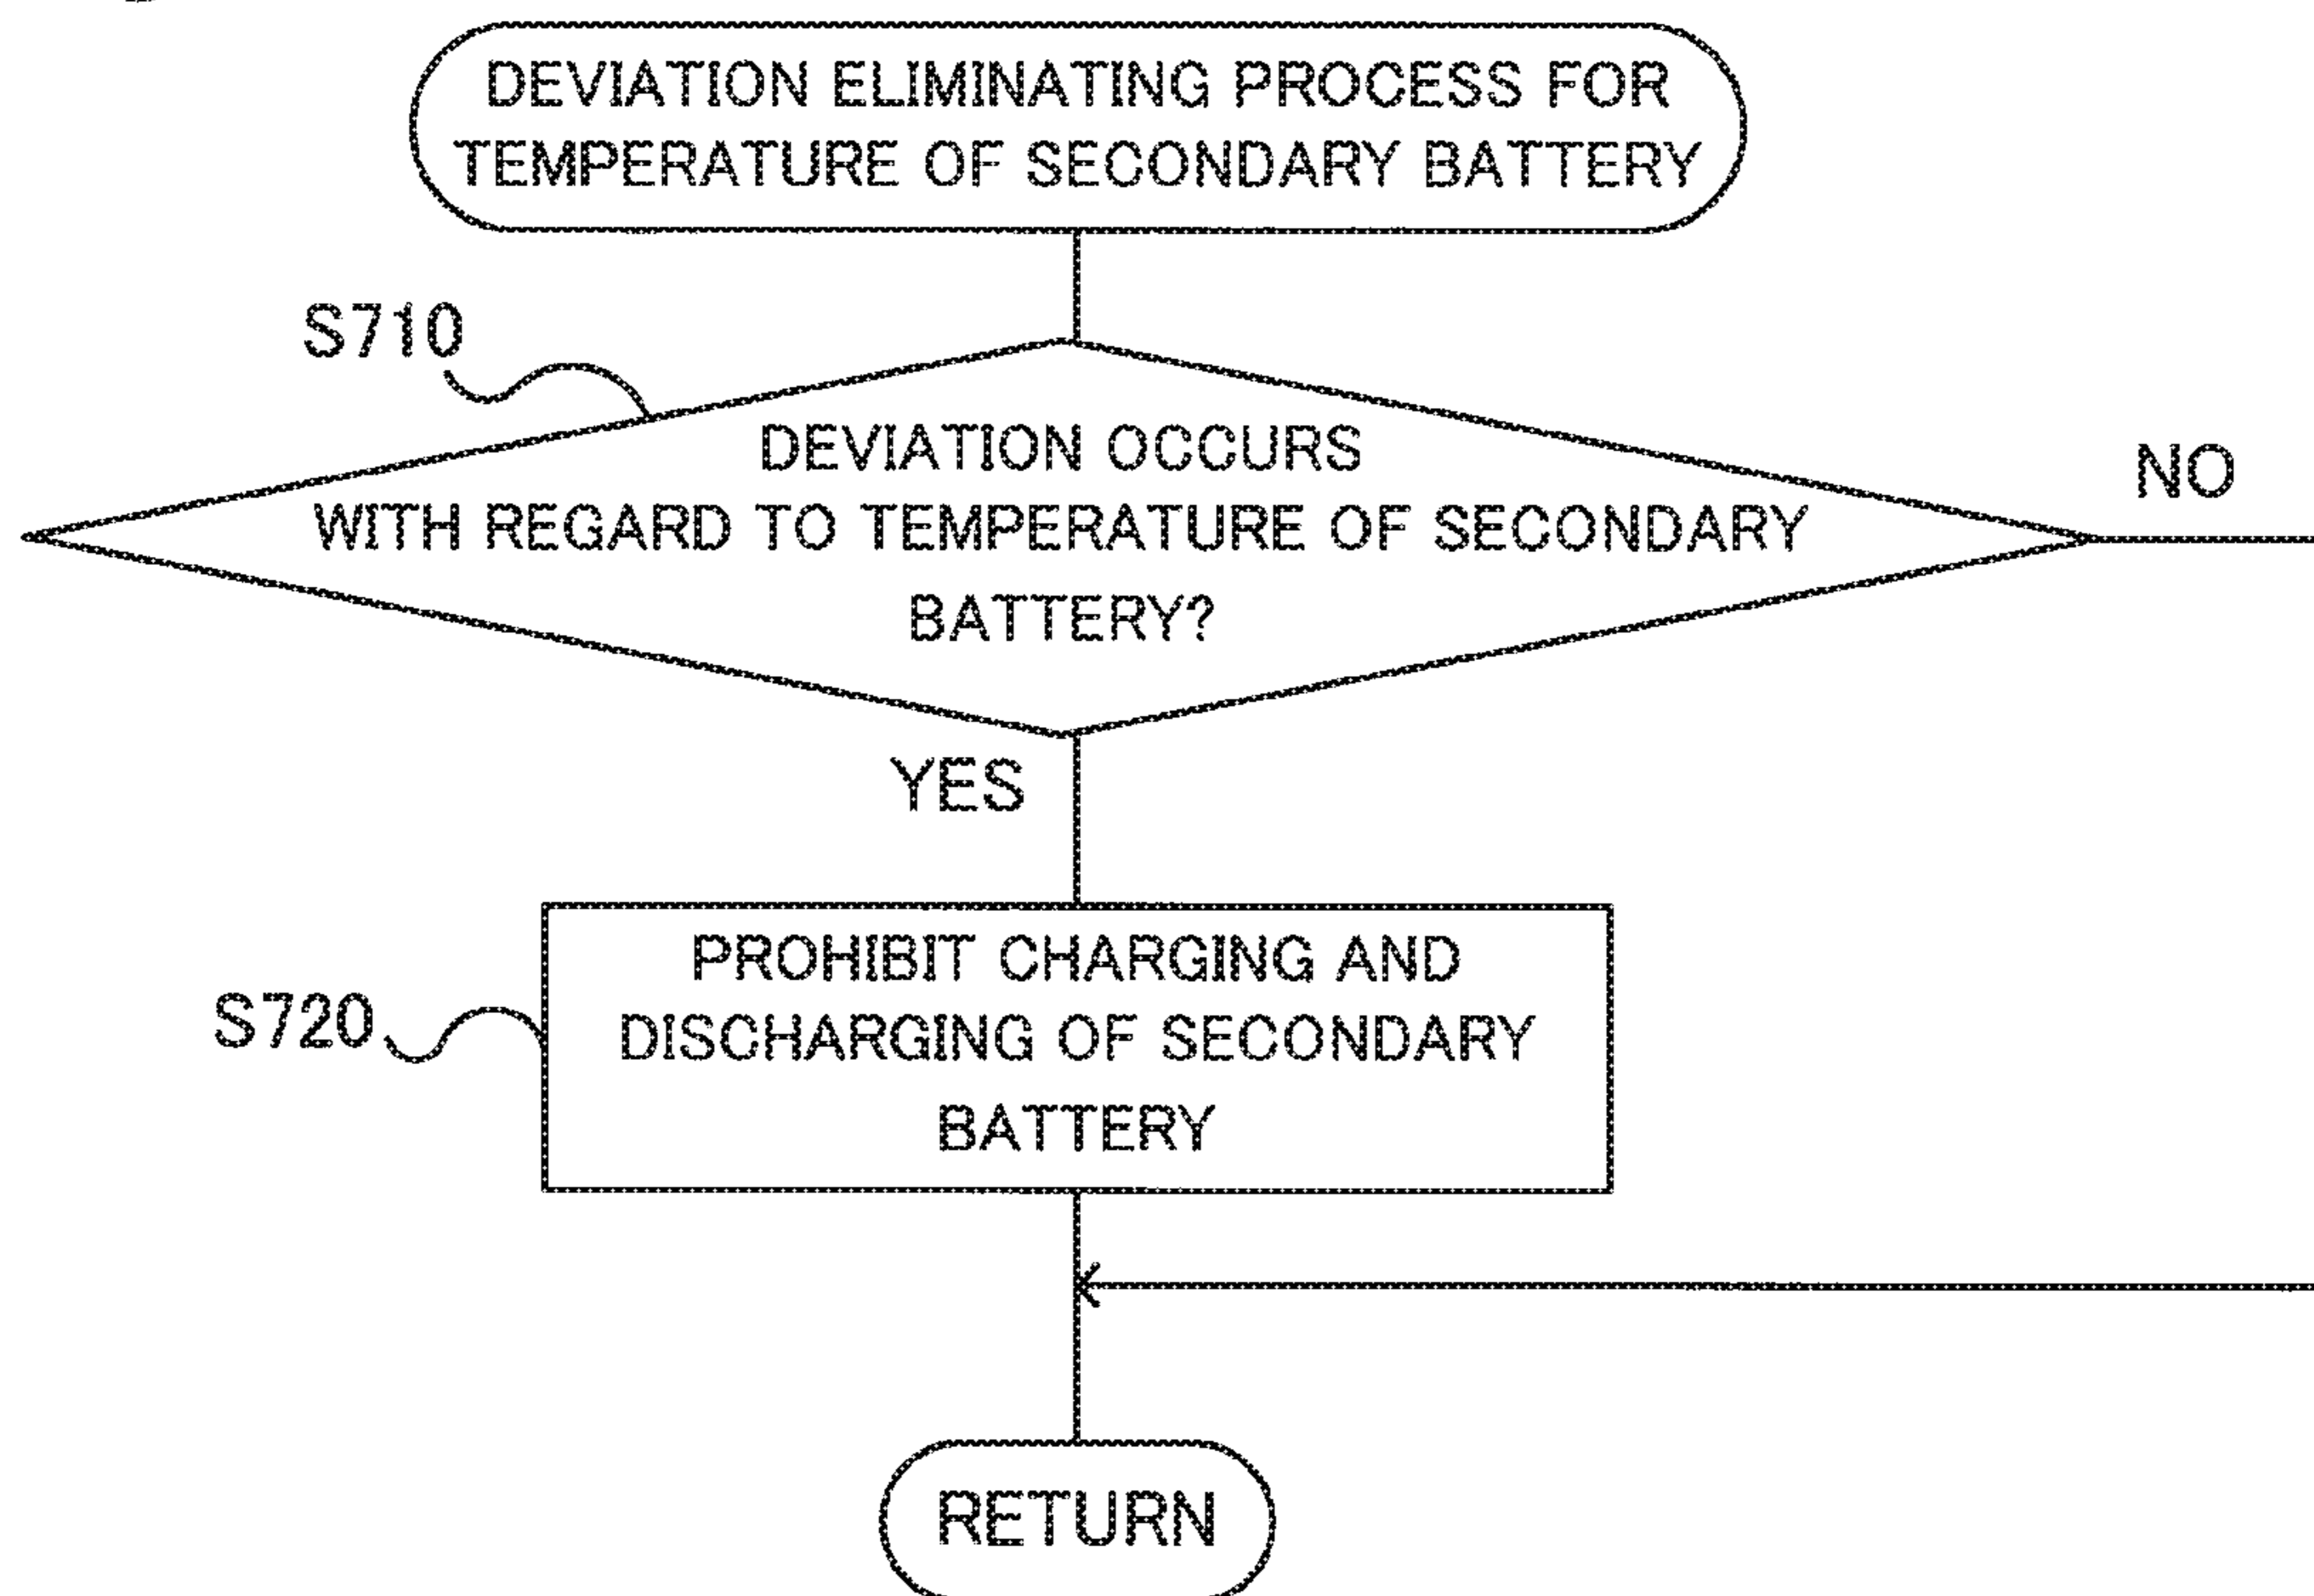 DEVIATION ELIMINATING PROCESS FOR
TEMPERATURE OF SECONDARY BATTERY
S710
DEVIATION OCCURS
WITH REGARD TO TEMPERATURE OF SECONDARY
BATTERY?
NO
YES
PROHIBIT CHARGING AND
DISCHARGING OF SECONDARY
BATTERY
S720
RETURN